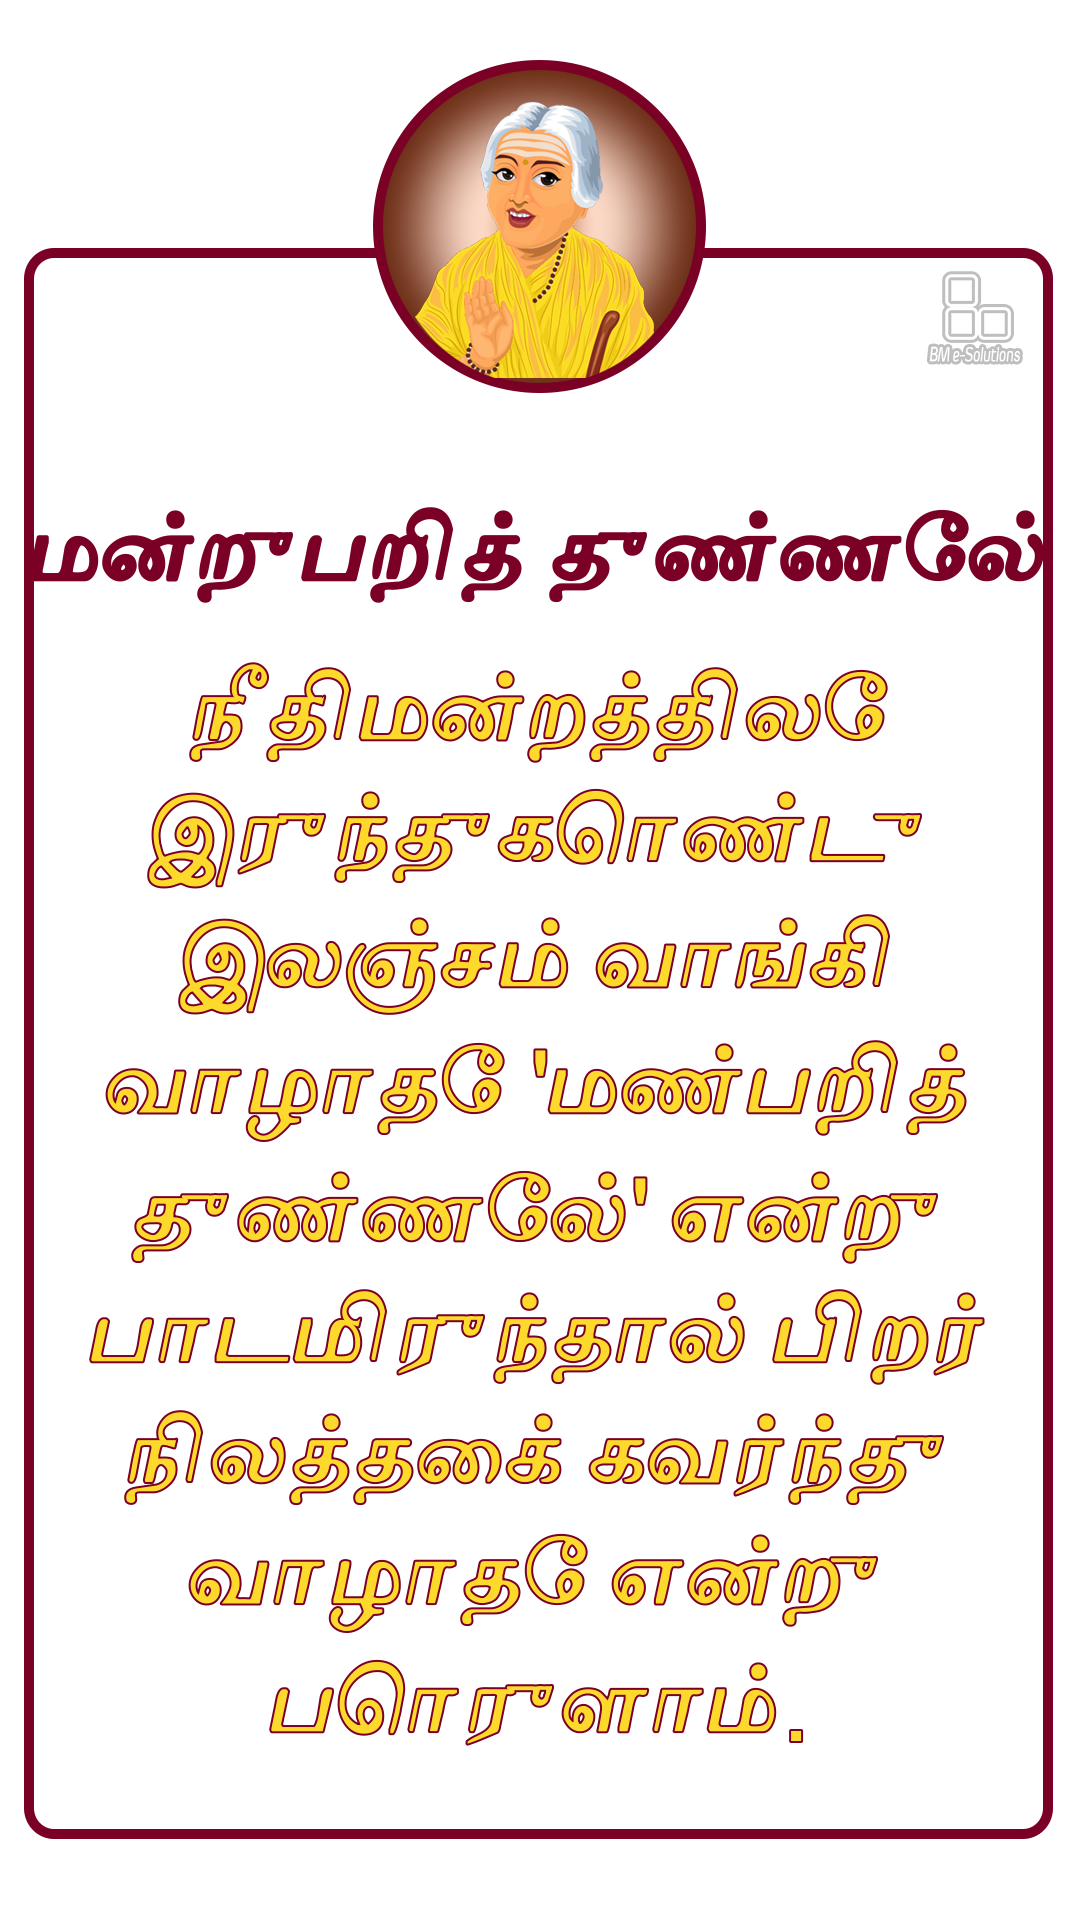 மன்றுபறித் துண்ணேல்
நீதிமன்றத்திலே
இருந்துகொண்டு
இலஞ்சம் வாங்கி
வாழாதே 'மண்பறித்
துண்ணேல்' என்று
பாடமிருந்தால் பிறர்
நிலத்தைக் கவர்ந்து
வாழாதே என்று
பொருளாம்.
BM e-Solutions